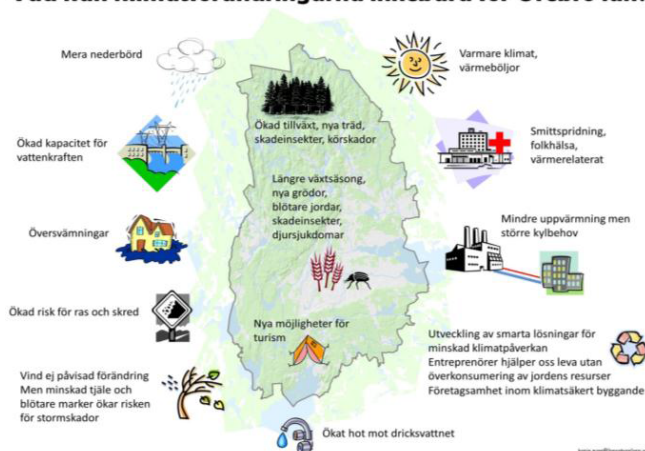 Mera nederbörd
Varmare klimat,
värmeböljor
Ökad tillväxt, nya träd,
skadeinsekter, körskador
Ökad kapacitet för
vattenkraften
Smittspridning,
folkhälsa,
värmerelaterat
Längre växtsäsong,
nya grödor,
blötare jordar,
skadeinsekter,
djursjukdomar
Översvämningar
Mindre uppvärmning men
större kylbehov
Ökad risk för ras och skred
Nya möjligheter för
turism
Utveckling av smarta lösningar för
minskad klimatpåverkan
Entreprenörer hjälper oss leva utan
överkonsumering av jordens resurser
Företagsamhet inom klimatsäkert byggande
Vind ej påvisad förändring
Men minskad tjäle och
blötare marker ökar risken
för stormskador
Ökat hot mot dricksvattnet